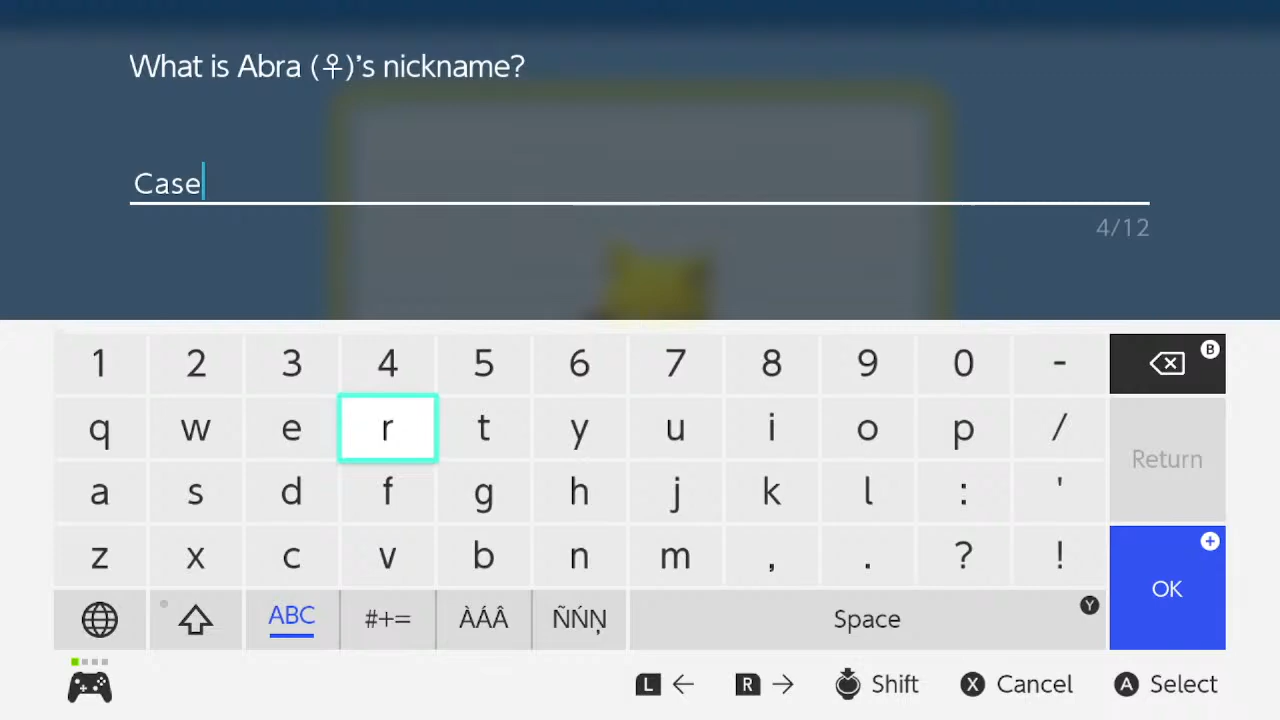 What is Abra (♀)'s nickname?
Case
4/12
1 2 3 4 5 6 7 8 9 0 - B
q w e r t y u i o p / Return
a s d f g h j k l : '
z x c v b n m , . ? ! + OK
ABC #+= ÀÁÂ ÑŃŅ Space Y
L ← R → Shift X Cancel A Select